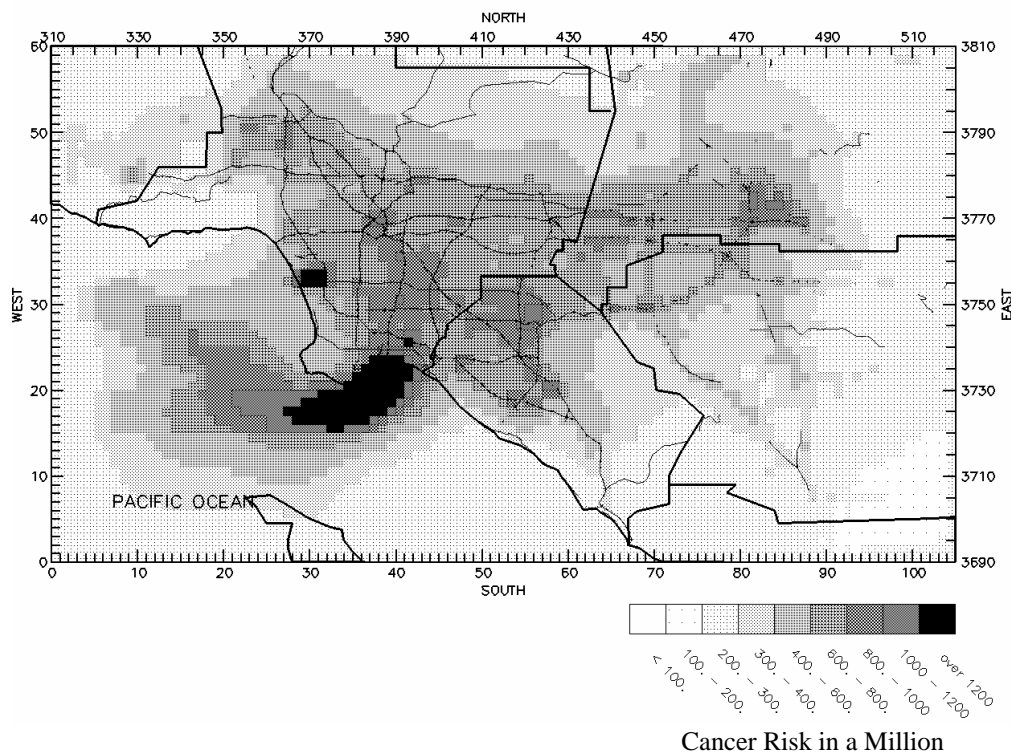 NORTH
310 330 350 370 390 410 430 450 470 490 510
60 3810
50 3790
40 3770
WEST 30 3750 EAST
20 3730
10 3710
PACIFIC OCEAN
0 3690
0 10 20 30 40 50 60 70 80 90 100
SOUTH
< 100.
100. - 200.
200. - 300.
300. - 400.
400. - 600.
600. - 800.
800. - 1000
1000 - 1200
over 1200
Cancer Risk in a Million